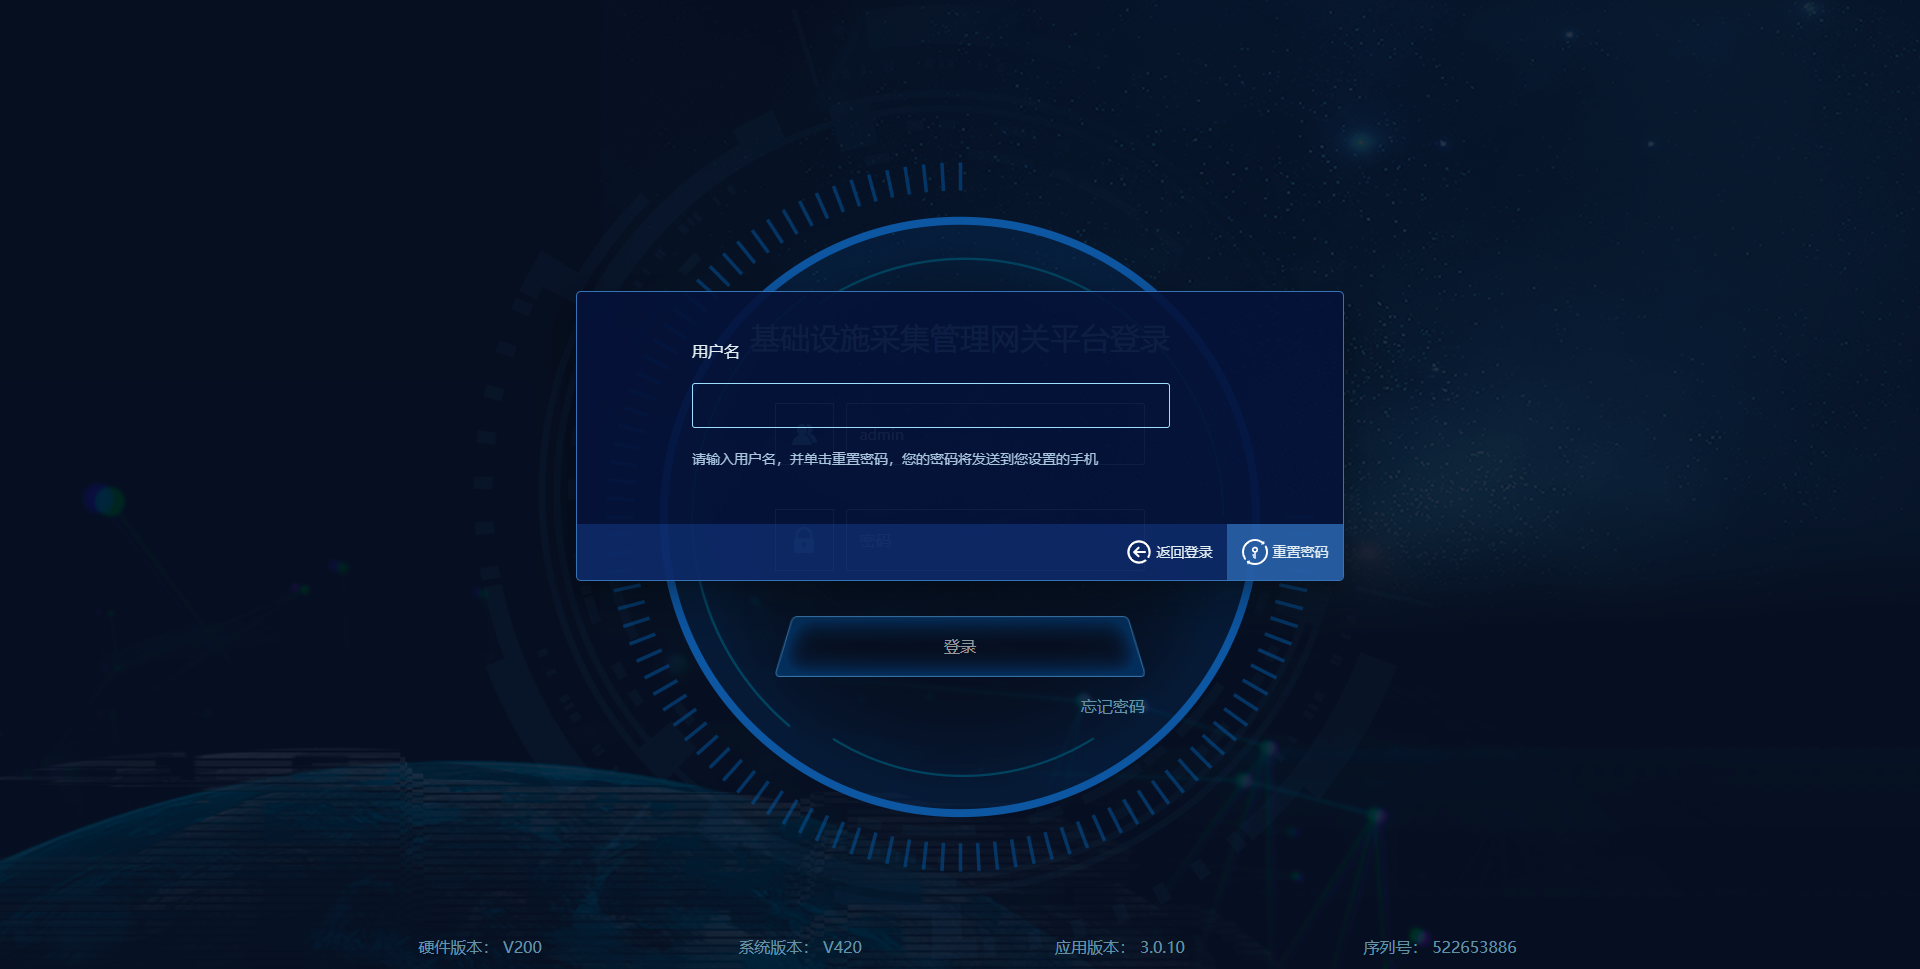 基础设施采集管理网关平台登录
用户名
admin
请输入用户名，并单击重置密码，您的密码将发送到您设置的手机
密码
返回登录
重置密码
登录
忘记密码
硬件版本： V200
系统版本： V420
应用版本： 3.0.10
序列号： 522653886